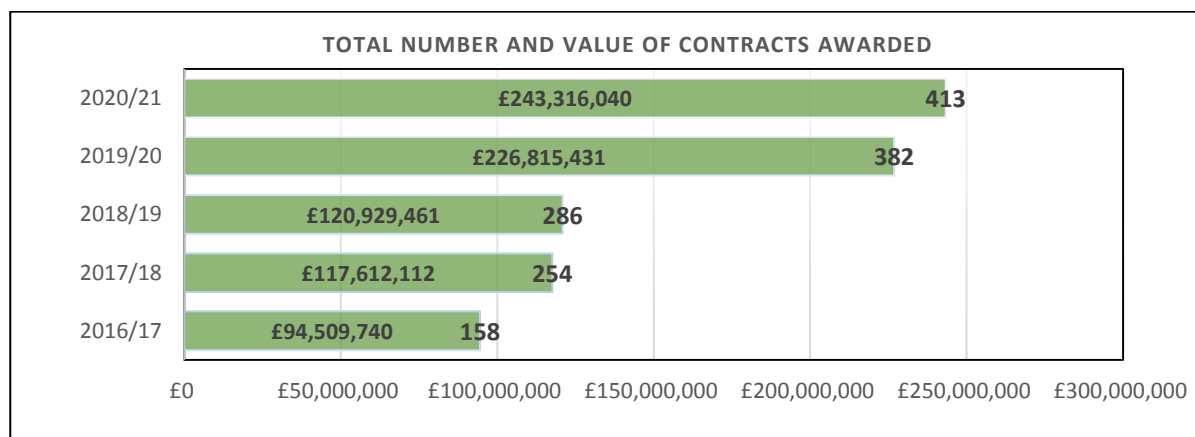 TOTAL NUMBER AND VALUE OF CONTRACTS AWARDED
2020/21 £243,316,040 413
2019/20 £226,815,431 382
2018/19 £120,929,461 286
2017/18 £117,612,112 254
2016/17 £94,509,740 158
£0 £50,000,000 £100,000,000 £150,000,000 £200,000,000 £250,000,000 £300,000,000